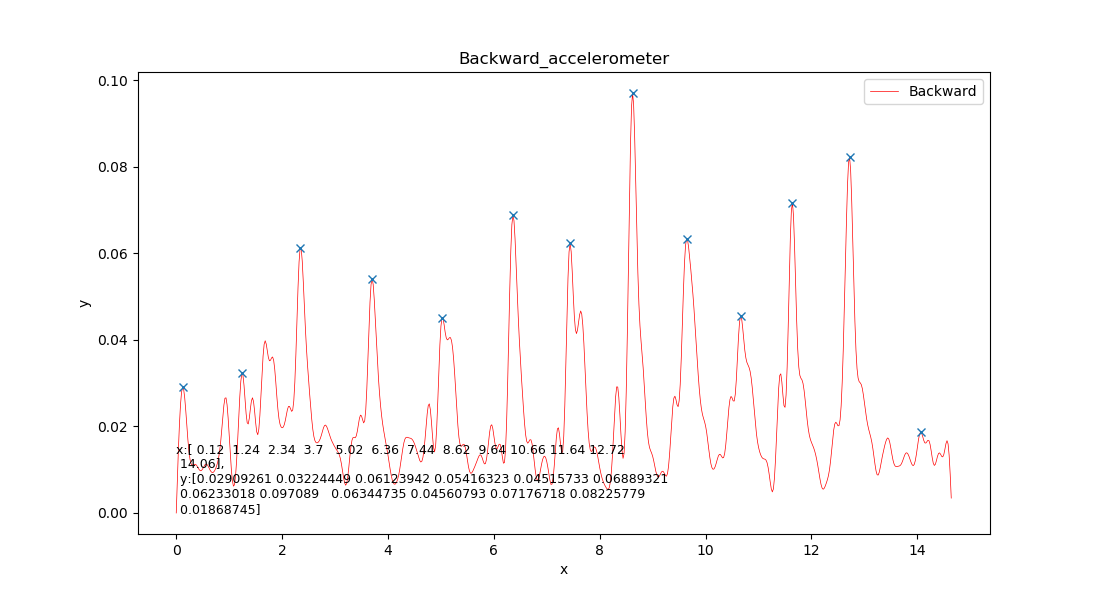 Backward_accelerometer
0.10
0.08
0.06
0.04
0.02
0.00
y
Backward
x:[ 0.12  1.24  2.34  3.7   5.02  6.36  7.44  8.62  9.64 10.66 11.64 12.72
14.06],
y:[0.02909261 0.03224449 0.06123942 0.05416323 0.04515733 0.06889321
0.06233018 0.097089   0.06344735 0.04560793 0.07176718 0.08225779
0.01868745]
0 2 4 6 8 10 12 14
x